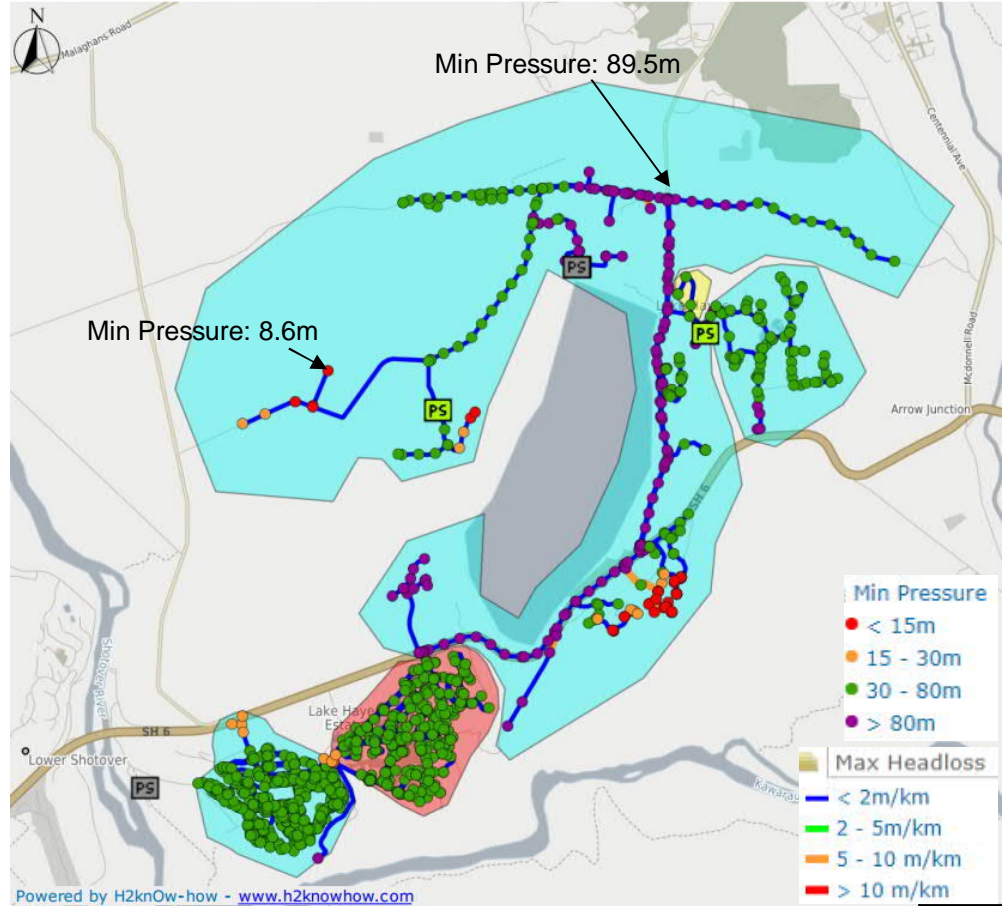 N
Malaghans Road
Min Pressure: 89.5m
Centennial Ave
PS
PS
Min Pressure: 8.6m
McDonnell Road
PS
Arrow Junction
SH 6
Min Pressure
< 15m
15 - 30m
30 - 80m
> 80m
Shotover River
Lake Hayes
Estate
SH 6
Lower Shotover
PS
Max Headloss
< 2m/km
2 - 5m/km
5 - 10 m/km
> 10 m/km
Powered by H2knOw-how - www.h2knowhow.com